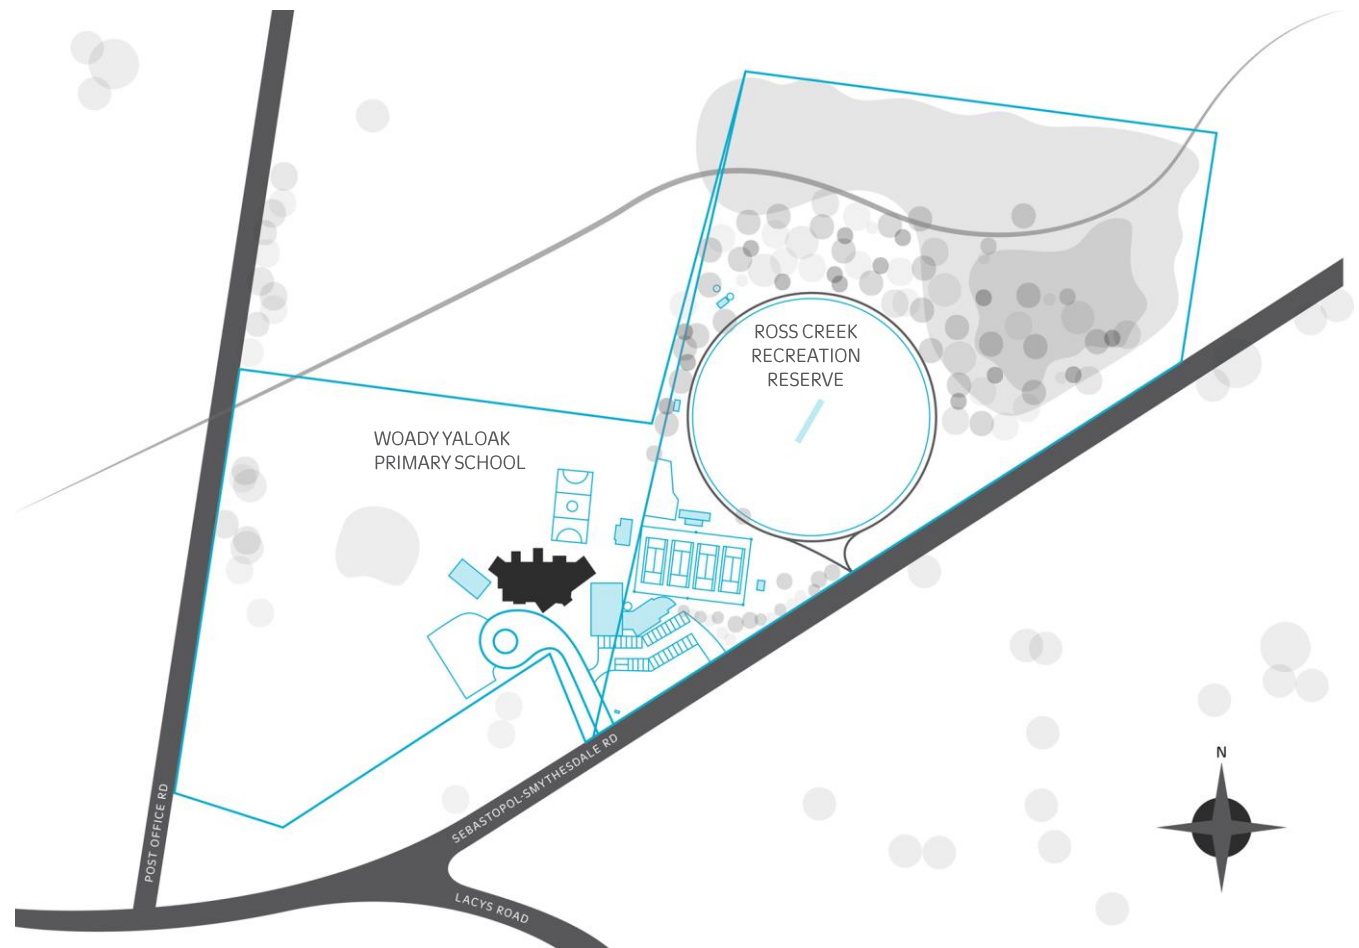 ROSS CREEK
RECREATION
RESERVE
WOADY YALOAK
PRIMARY SCHOOL
N
SEBASTOPOL-SMYTHESDALE RD
POST OFFICE RD
LACYS ROAD